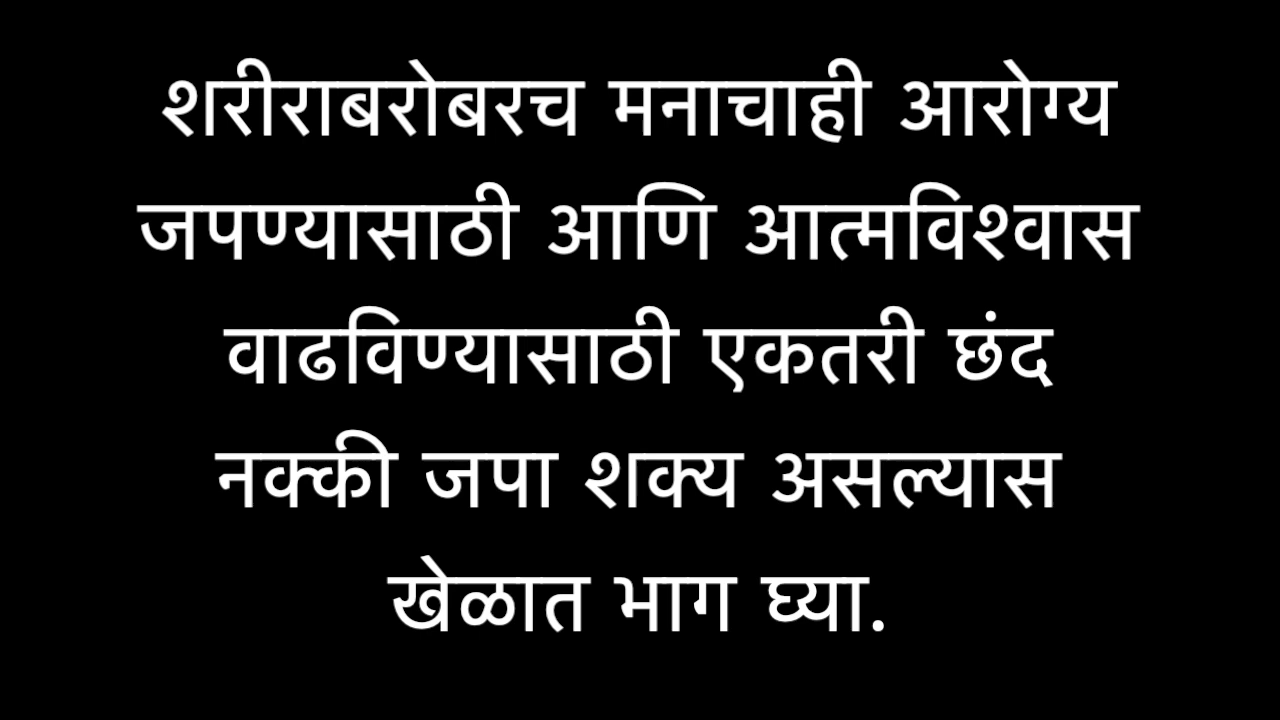 शरीराबरोबरच मनाचाही आरोग्य
जपण्यासाठी आणि आत्मविश्वास
वाढविण्यासाठी एकतरी छंद
नक्की जपा शक्य असल्यास
खेळात भाग घ्या.